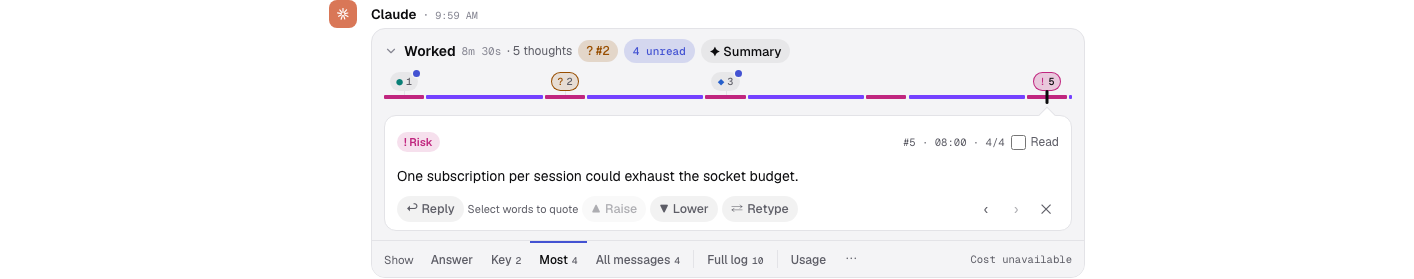 Claude · 9:59 AM
Worked 8m 30s · 5 thoughts ? #2 4 unread Summary
1 ? 2 3 ! 5
! Risk #5 · 08:00 · 4/4 Read
One subscription per session could exhaust the socket budget.
Reply Select words to quote ▲ Raise ▼ Lower ⇄ Retype
Show Answer Key 2 Most 4 All messages 4 Full log 10 Usage ... Cost unavailable